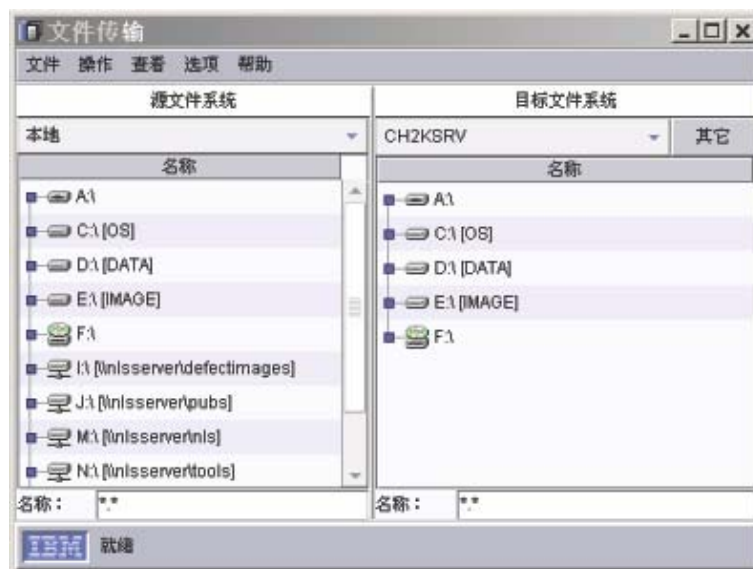 文件传输
文件 操作 查看 选项 帮助
源文件系统
本地
名称
A:\
C:\ [OS]
D:\ [DATA]
E:\ [IMAGE]
F:\
I:\ [\\nlsserver\defectimages]
J:\ [\\nlsserver\pubs]
M:\ [\\nlsserver\nls]
N:\ [\\nlsserver\tools]
名称： *.*
目标文件系统
CH2KSRV 其它
名称
A:\
C:\ [OS]
D:\ [DATA]
E:\ [IMAGE]
F:\
名称： *.*
IBM 就绪